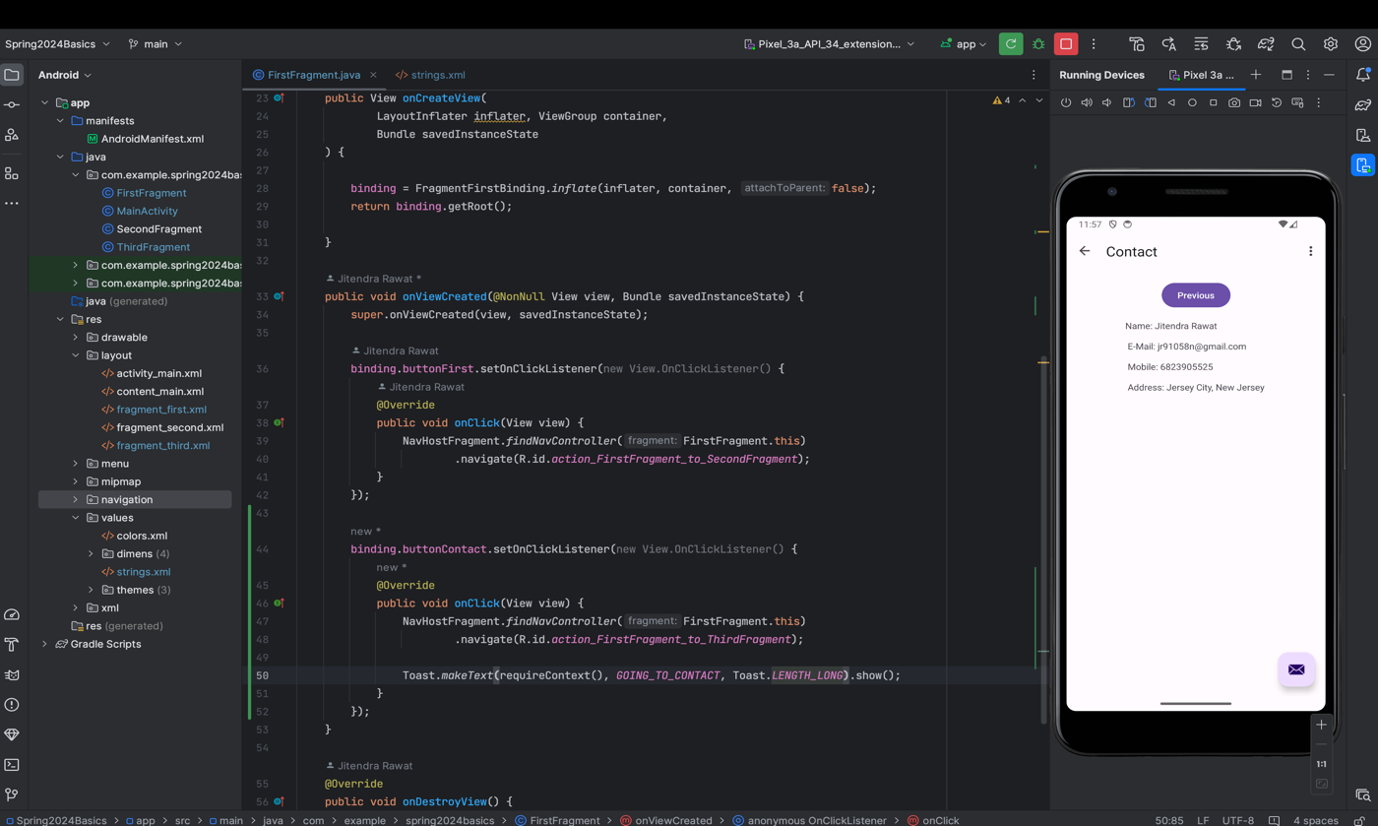 Spring2024Basics
main
Pixel_3a_API_34_extension...
app
Android
FirstFragment.java
strings.xml
Running Devices
Pixel 3a ...
app
manifests
AndroidManifest.xml
java
com.example.spring2024bas
FirstFragment
MainActivity
SecondFragment
ThirdFragment
com.example.spring2024bas
com.example.spring2024bas
java (generated)
res
drawable
layout
activity_main.xml
content_main.xml
fragment_first.xml
fragment_second.xml
fragment_third.xml
menu
mipmap
navigation
values
colors.xml
dimens (4)
strings.xml
themes (3)
xml
res (generated)
Gradle Scripts
4
23 public View onCreateView(
24 LayoutInflater inflater, ViewGroup container,
25 Bundle savedInstanceState
26 ) {
27
28 binding = FragmentFirstBinding.inflate(inflater, container, attachToParent: false);
29 return binding.getRoot();
30
31 }
32
Jitendra Rawat *
33 public void onViewCreated(@NonNull View view, Bundle savedInstanceState) {
34 super.onViewCreated(view, savedInstanceState);
35
Jitendra Rawat
36 binding.buttonFirst.setOnClickListener(new View.OnClickListener() {
Jitendra Rawat
37 @Override
38 public void onClick(View view) {
39 NavHostFragment.findNavController( fragment: FirstFragment.this)
40 .navigate(R.id.action_FirstFragment_to_SecondFragment);
41 }
42 });
43
new *
44 binding.buttonContact.setOnClickListener(new View.OnClickListener() {
new *
45 @Override
46 public void onClick(View view) {
47 NavHostFragment.findNavController( fragment: FirstFragment.this)
48 .navigate(R.id.action_FirstFragment_to_ThirdFragment);
49
50 Toast.makeText(requireContext(), GOING_TO_CONTACT, Toast.LENGTH_LONG).show();
51 }
52 });
53 }
54
Jitendra Rawat
55 @Override
56 public void onDestroyView() {
11:57
Contact
Previous
Name: Jitendra Rawat
E-Mail: jr91058n@gmail.com
Mobile: 6823905525
Address: Jersey City, New Jersey
1:1
Spring2024Basics > app > src > main > java > com > example > spring2024basics > FirstFragment > onViewCreated > anonymous OnClickListener > onClick
50:85 LF UTF-8 4 spaces